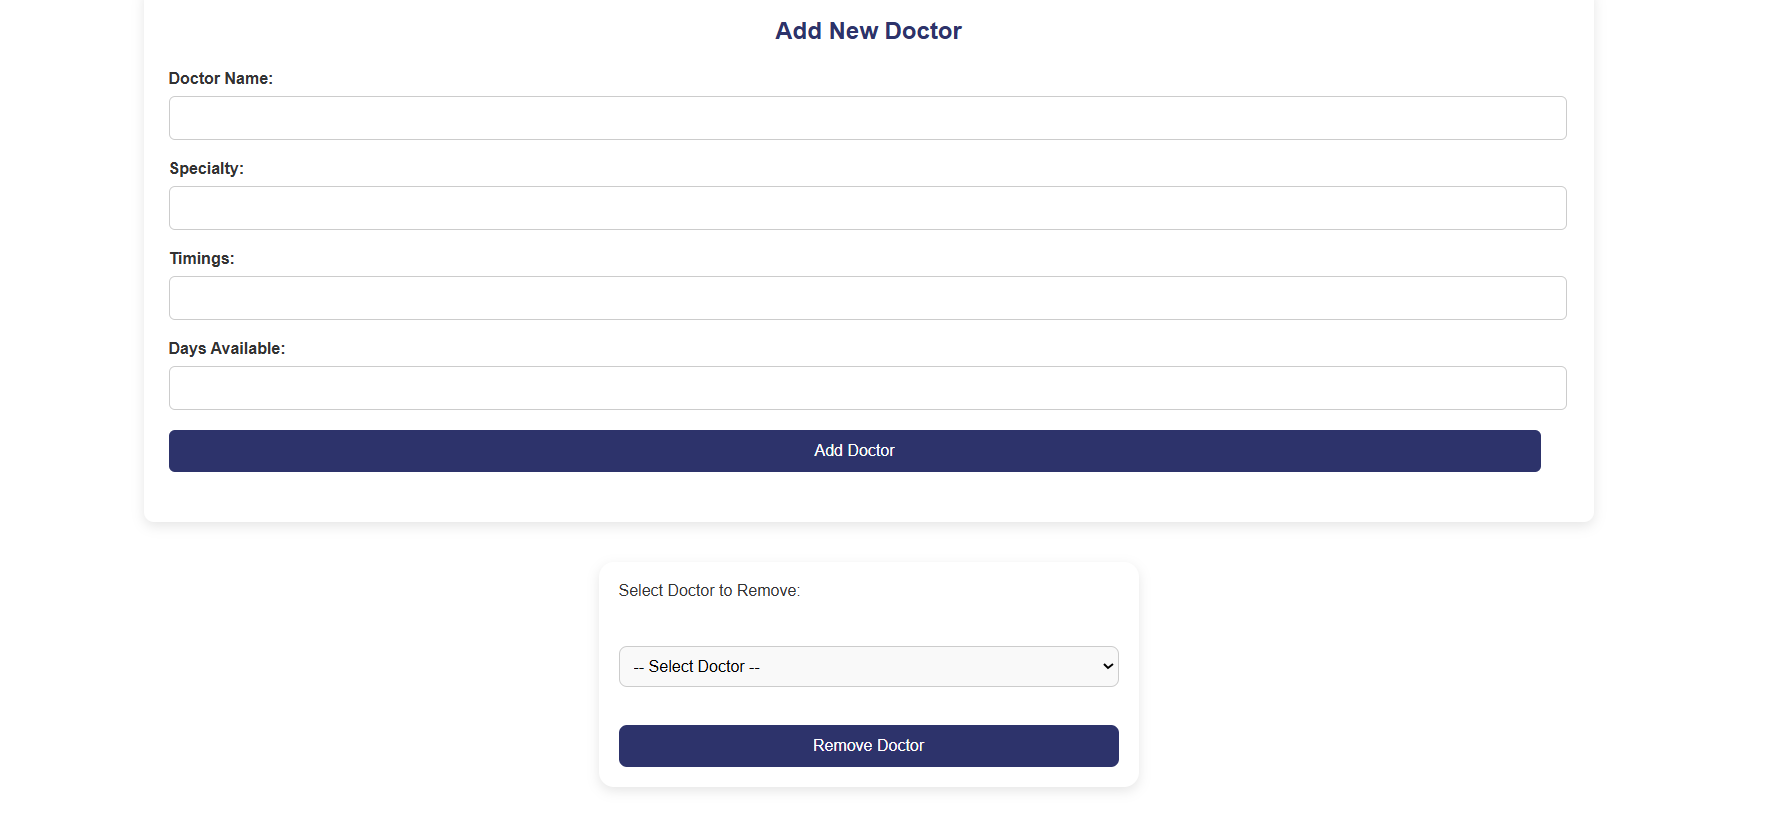 Add New Doctor
Doctor Name:
Specialty:
Timings:
Days Available:
Add Doctor
Select Doctor to Remove:
-- Select Doctor --
Remove Doctor